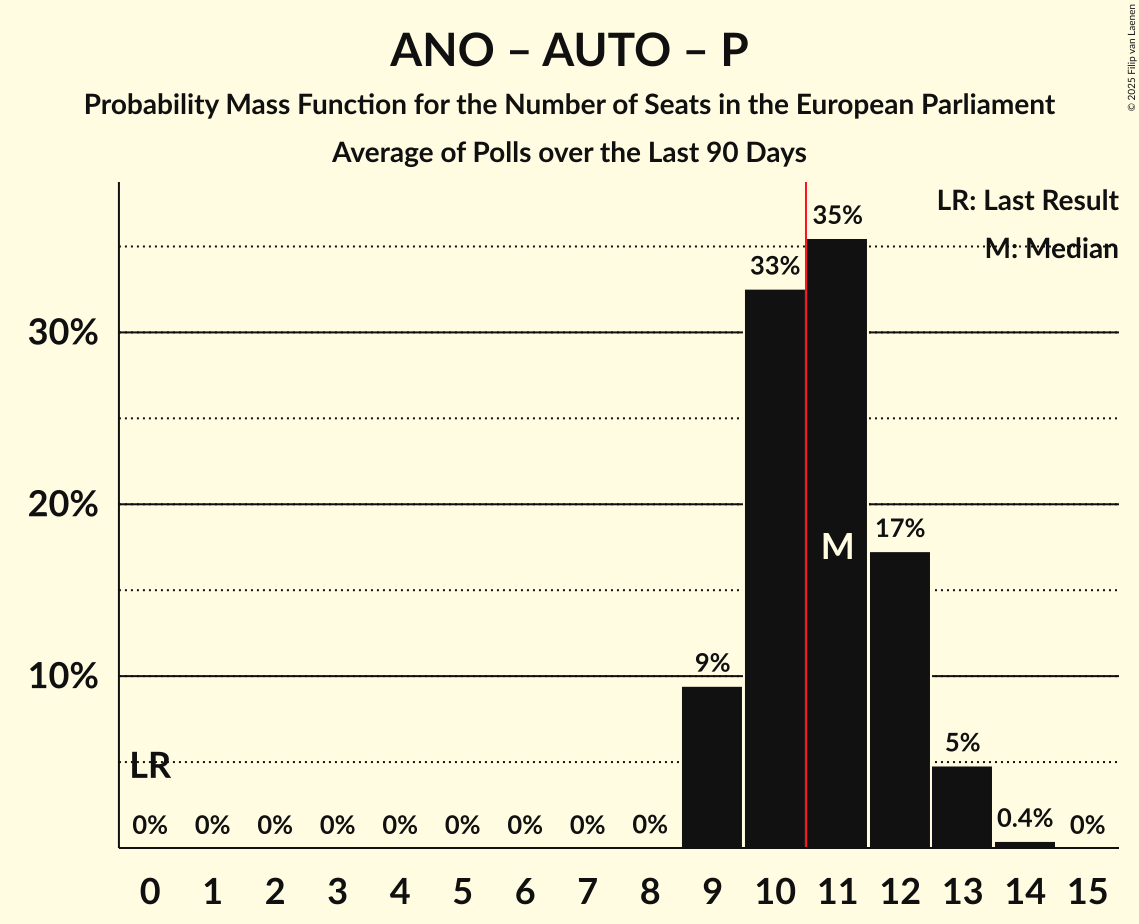 ANO – AUTO – P
Probability Mass Function for the Number of Seats in the European Parliament
Average of Polls over the Last 90 Days
© 2025 Filip van Laenen
LR: Last Result
M: Median
35%
33%
30%
20%
17%
M
10%
9%
5%
LR
0% 0% 0% 0% 0% 0% 0% 0% 0% 0.4% 0%
0 1 2 3 4 5 6 7 8 9 10 11 12 13 14 15